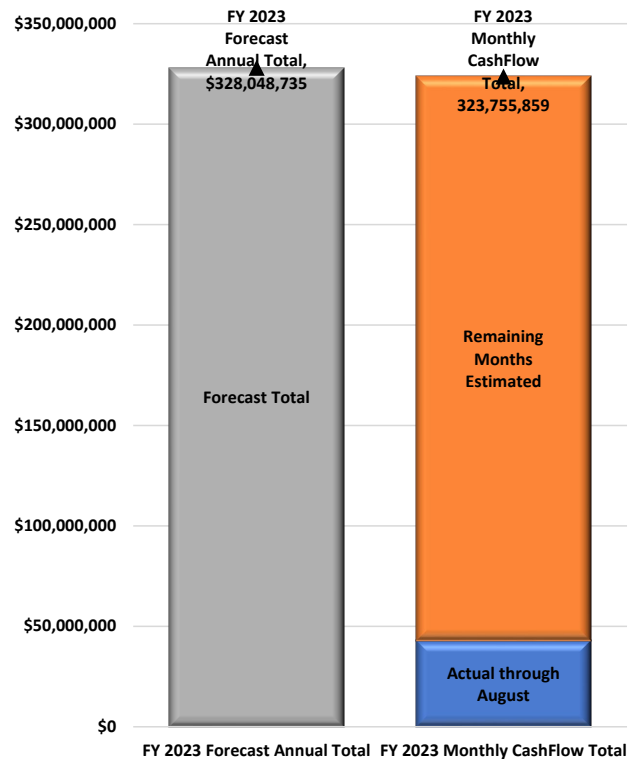 $350,000,000
$300,000,000
$250,000,000
$200,000,000
$150,000,000
$100,000,000
$50,000,000
$0
FY 2023
Forecast
Annual Total,
$328,048,735
FY 2023
Monthly
CashFlow
Total,
323,755,859
Forecast Total
Remaining
Months
Estimated
Actual through
August
FY 2023 Forecast Annual Total
FY 2023 Monthly CashFlow Total